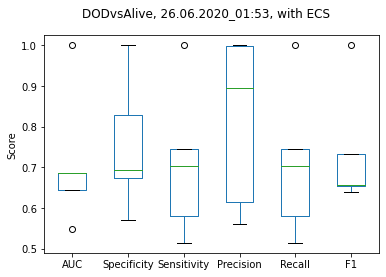 DODvsAlive, 26.06.2020_01:53, with ECS
Score
1.0
0.9
0.8
0.7
0.6
0.5
AUC Specificity Sensitivity Precision Recall F1